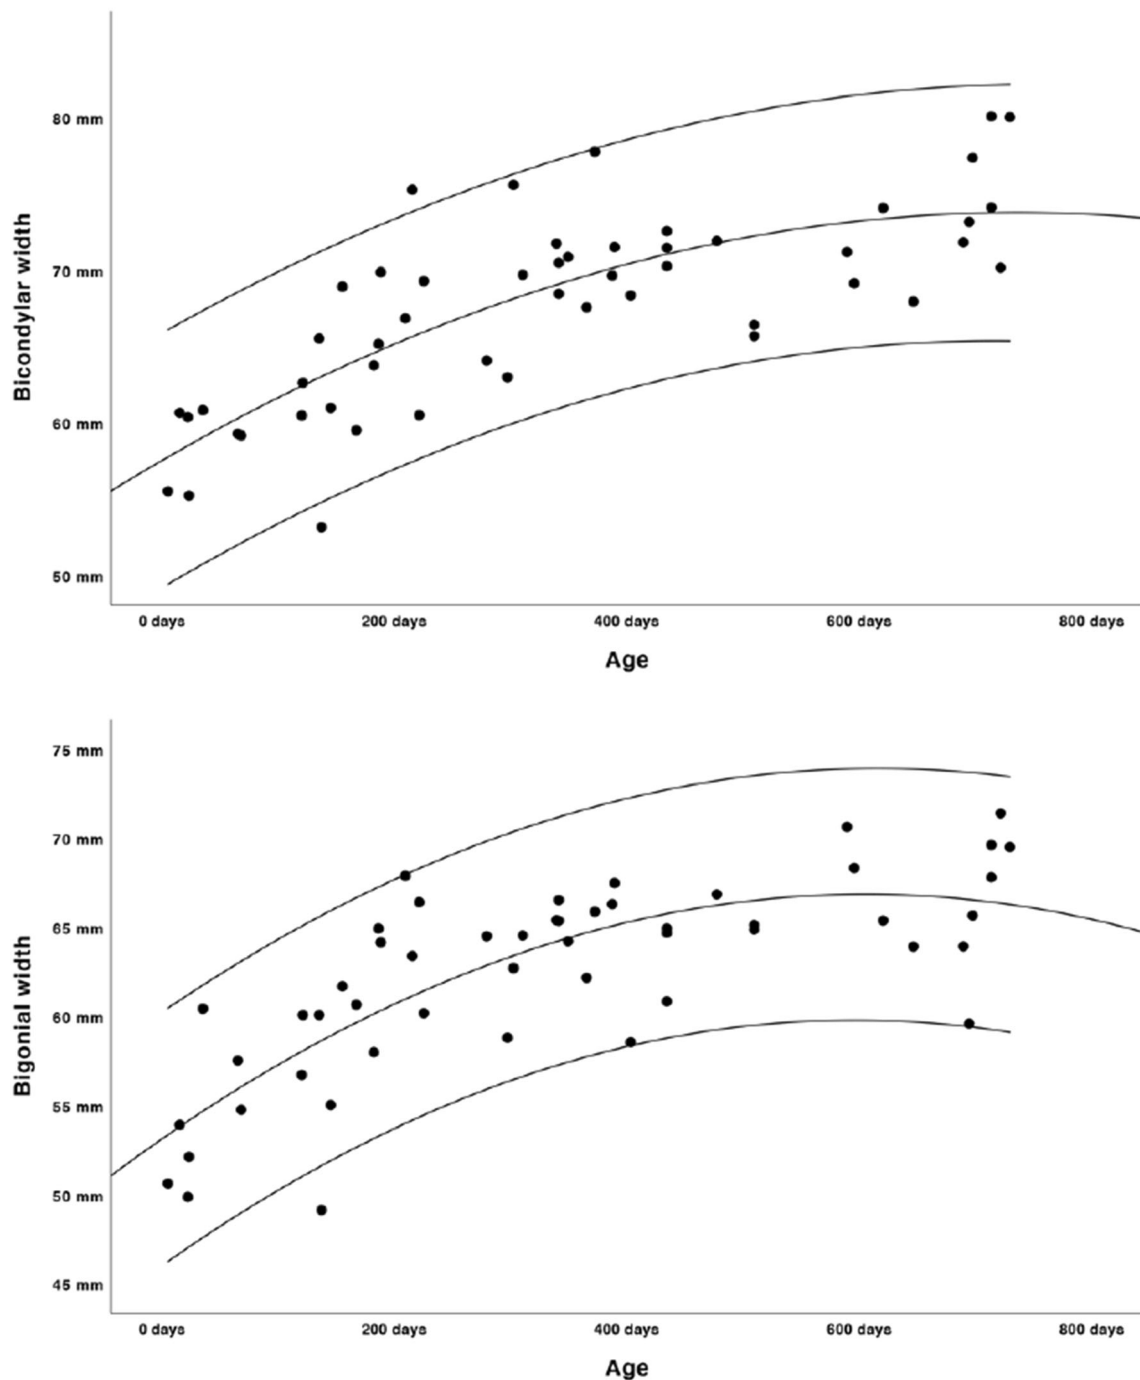 80 mm
70 mm
60 mm
50 mm
Bicondylar width
0 days 200 days 400 days 600 days 800 days
Age
75 mm
70 mm
65 mm
60 mm
55 mm
50 mm
45 mm
Bigonial width
0 days 200 days 400 days 600 days 800 days
Age